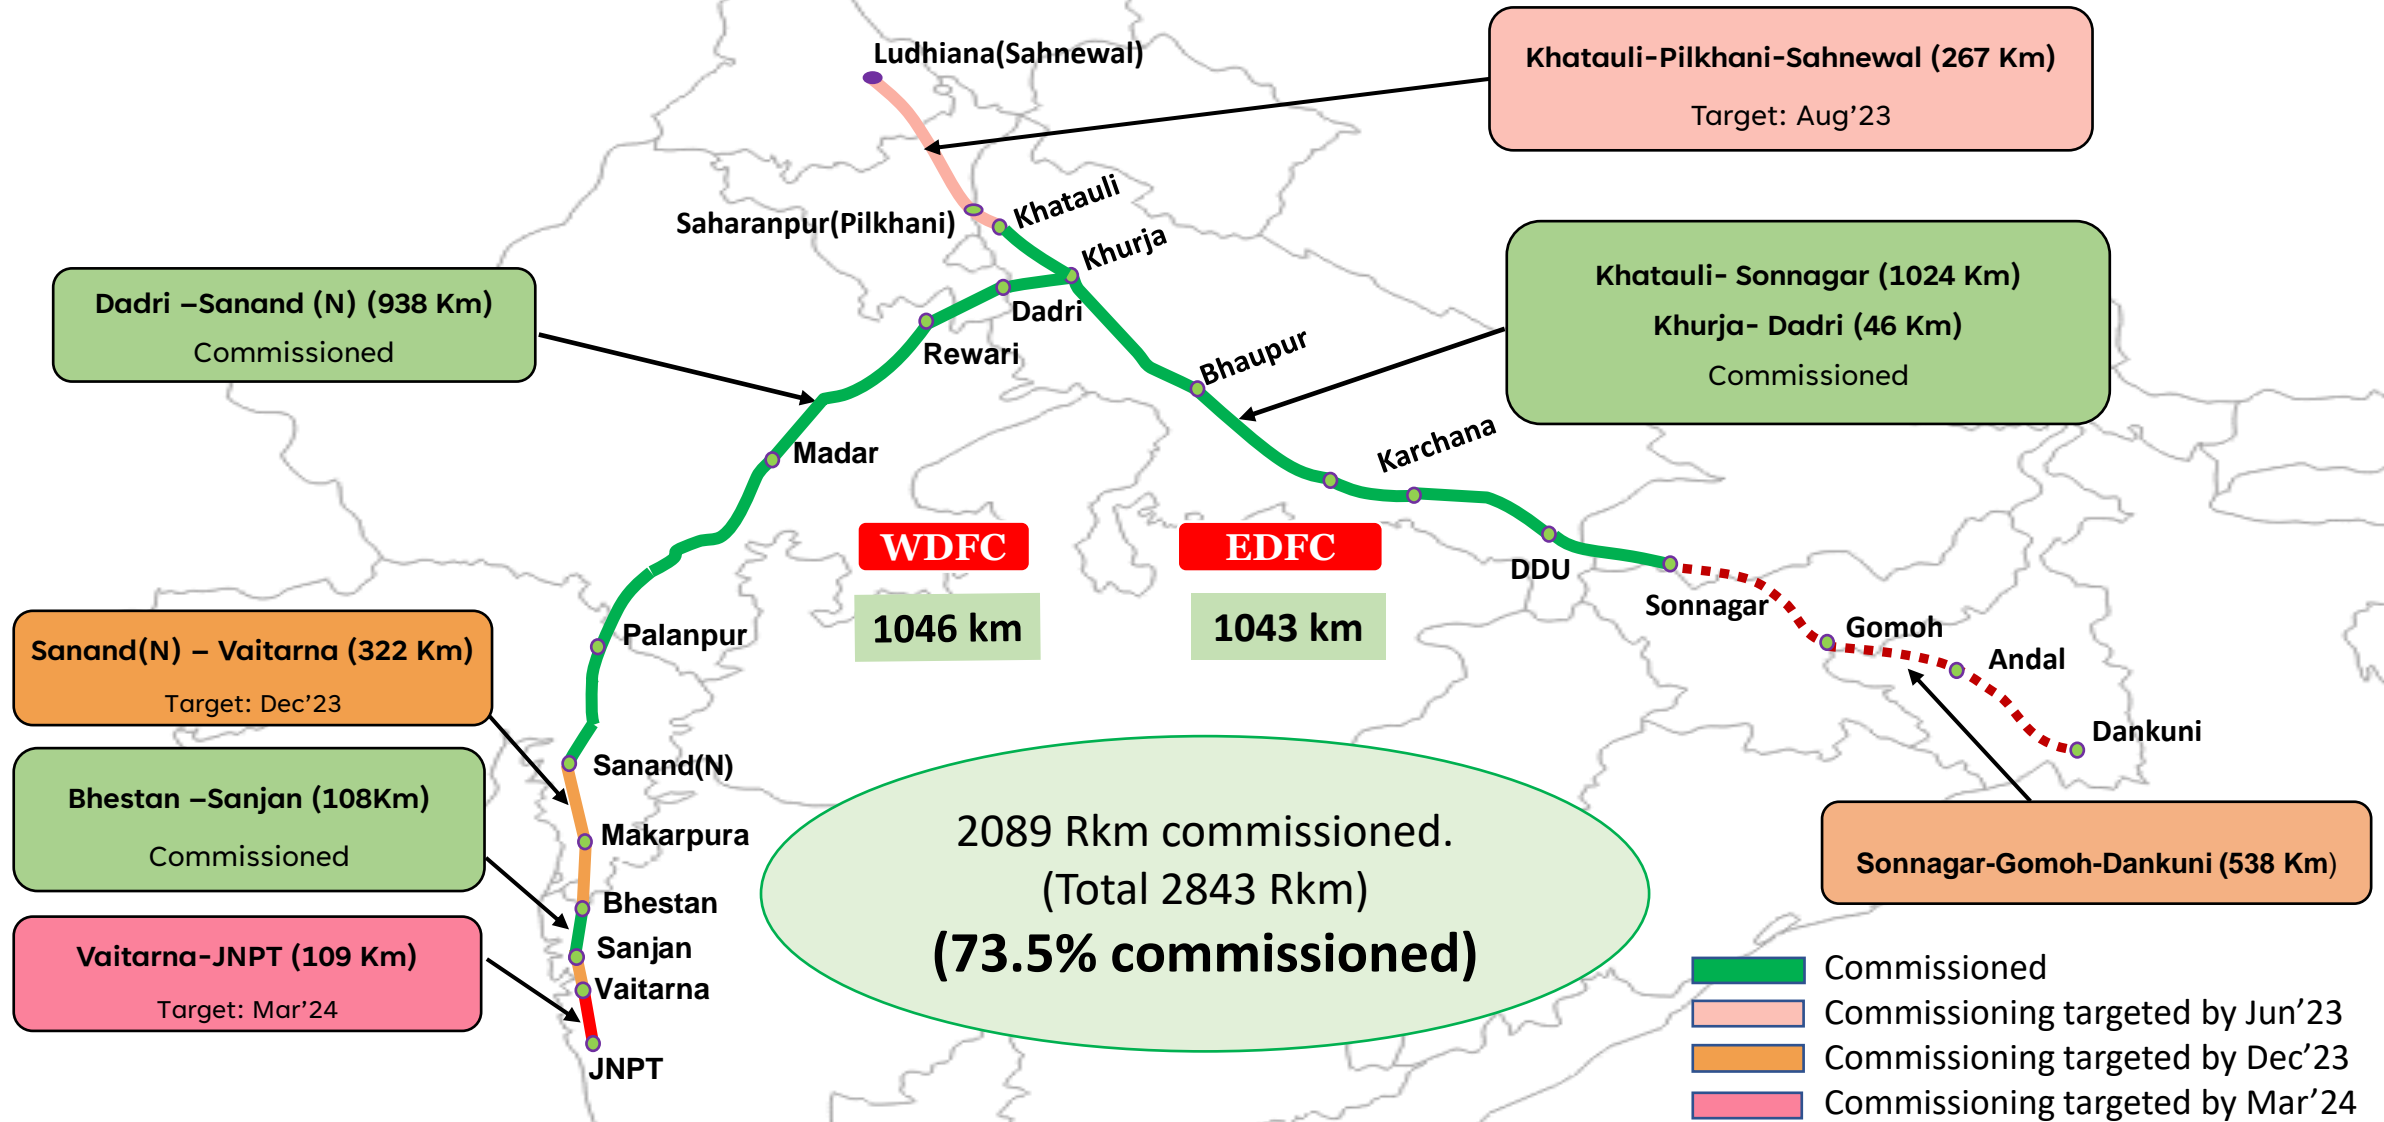 Ludhiana(Sahnewal)
Khatauli-Pilkhani-Sahnewal (267 Km)
Target: Aug’23
Saharanpur(Pilkhani)
Khatauli
Khurja
Dadri
Rewari
Khatauli- Sonnagar (1024 Km)
Khurja- Dadri (46 Km)
Commissioned
Dadri –Sanand (N) (938 Km)
Commissioned
Bhaupur
Karchana
Madar
WDFC
EDFC
1046 km
1043 km
DDU
Sonnagar
Gomoh
Andal
Dankuni
Palanpur
Sanand(N) – Vaitarna (322 Km)
Target: Dec’23
Sanand(N)
Bhestan –Sanjan (108Km)
Commissioned
Makarpura
Bhestan
Sanjan
Vaitarna
JNPT
Vaitarna-JNPT (109 Km)
Target: Mar’24
2089 Rkm commissioned.
(Total 2843 Rkm)
(73.5% commissioned)
Sonnagar-Gomoh-Dankuni (538 Km)
Commissioned
Commissioning targeted by Jun’23
Commissioning targeted by Dec’23
Commissioning targeted by Mar’24